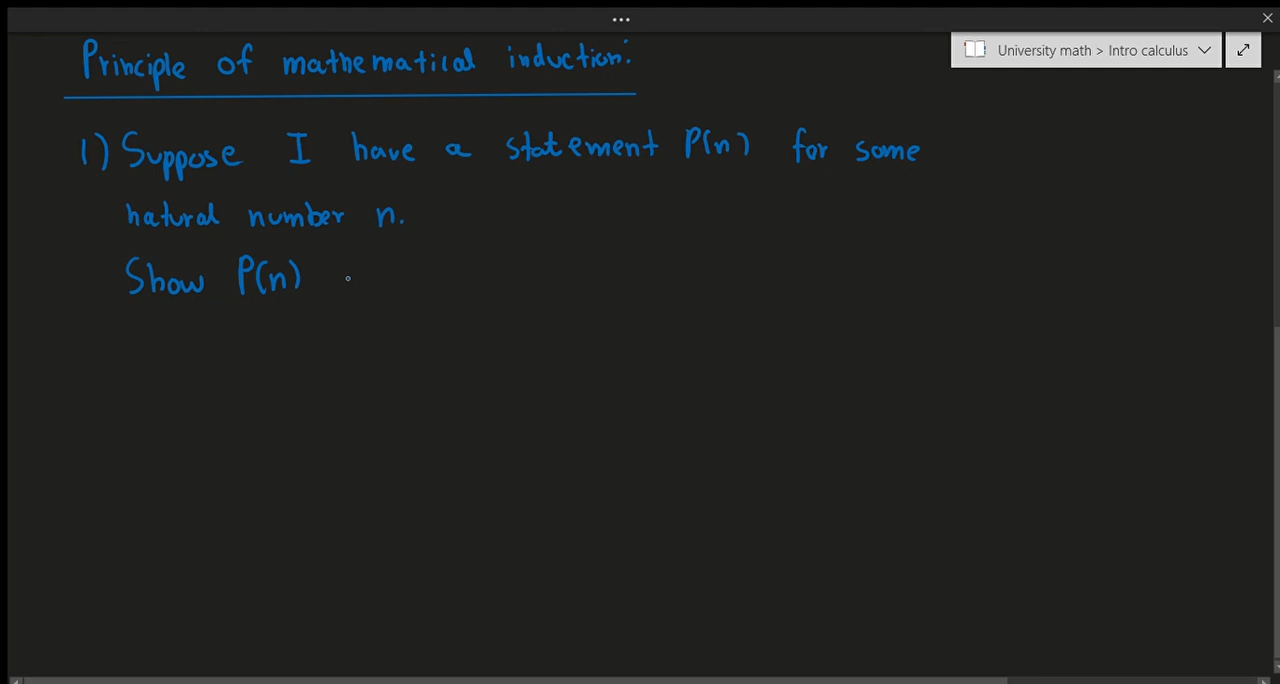 •••
University math > Intro calculus
Principle of mathematical induction:
1) Suppose I have a statement P(n) for some
natural number n.
Show P(n)